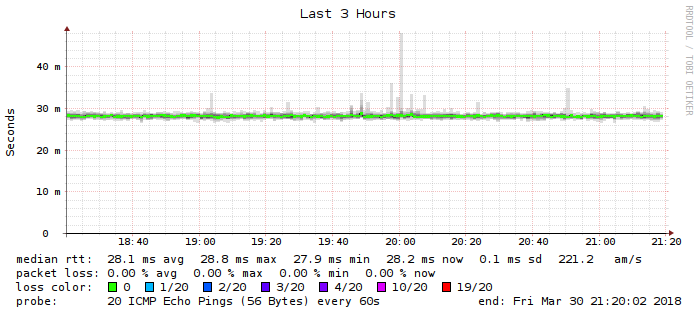 Last 3 Hours
RRDTOOL / TOBI OETIKER
Seconds
40 m
30 m
20 m
10 m
0
18:40 19:00 19:20 19:40 20:00 20:20 20:40 21:00 21:20
median rtt: 28.1 ms avg 28.8 ms max 27.9 ms min 28.2 ms now 0.1 ms sd 221.2 am/s
packet loss: 0.00 % avg 0.00 % max 0.00 % min 0.00 % now
loss color: 0 1/20 2/20 3/20 4/20 10/20 19/20
probe: 20 ICMP Echo Pings (56 Bytes) every 60s end: Fri Mar 30 21:20:02 2018